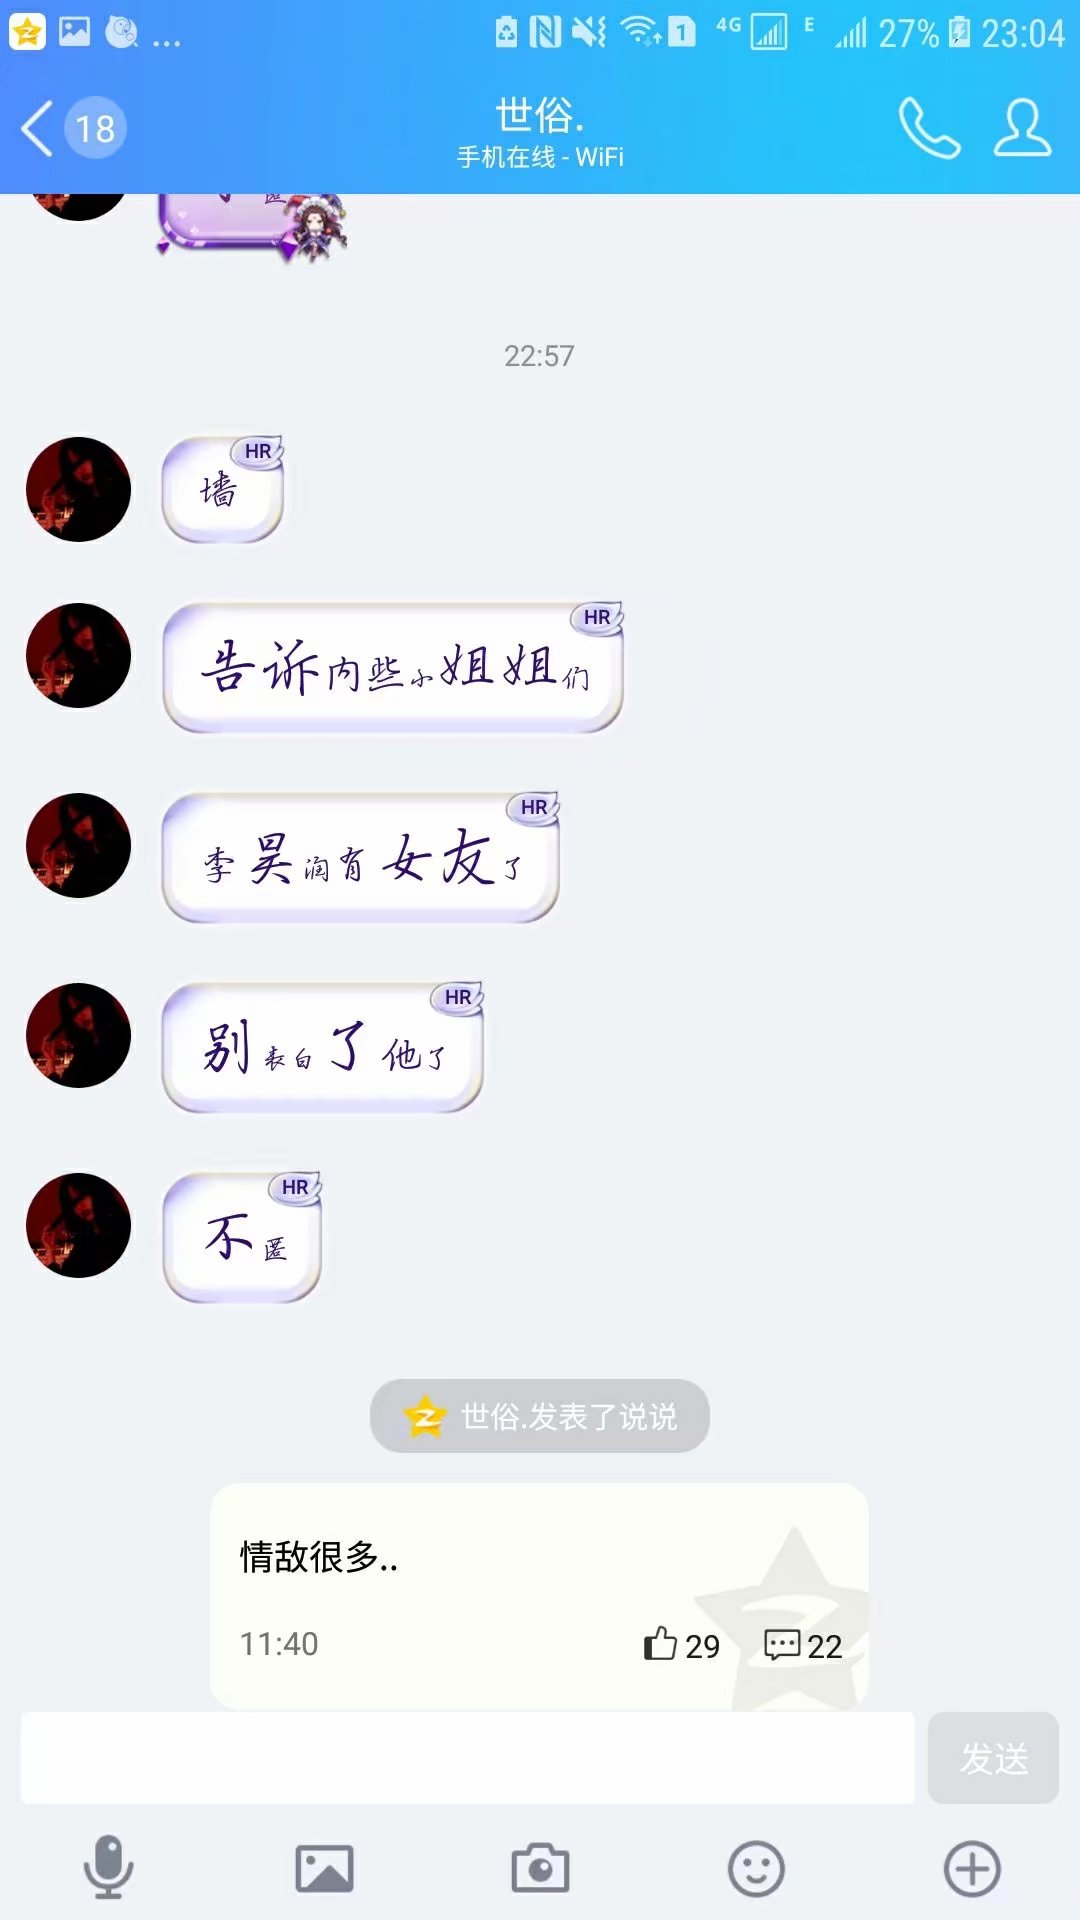 4G
E
27%
23:04
18
世俗.
手机在线 - WiFi
22:57
HR
墙
HR
告诉内些小姐姐们
HR
李昊润有女友了
HR
别表白了他了
HR
不匿
世俗.发表了说说
情敌很多..
11:40
29
22
发送